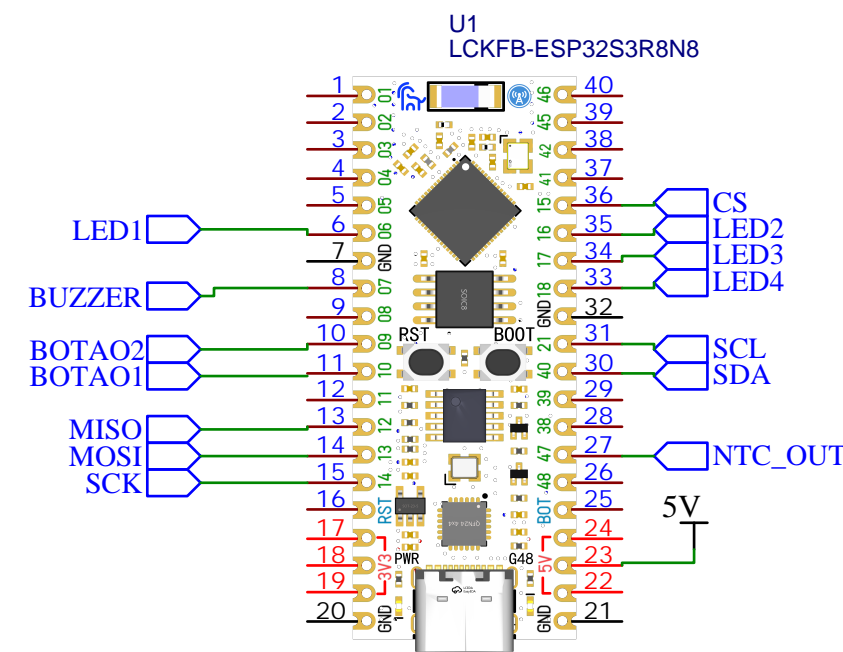 U1
LCKFB-ESP32S3R8N8
1 01 46 40
2 02 45 39
3 03 42 38
4 04 41 37
5 05 15 36 CS
LED1 6 06 16 35 LED2
7 GND 17 34 LED3
BUZZER 8 07 18 33 LED4
9 08 GND 32
RST BOOT
BOTAO2 10 09 21 31 SCL
BOTAO1 11 10 40 30 SDA
12 11 39 29
MISO 13 12 38 28
MOSI 14 13 47 27 NTC_OUT
SCK 15 14 48 26
16 RST BOT 25
5V
17 24
18 3V3 PWR G48 5V 23
19 22
20 GND GND 21
SOIC8